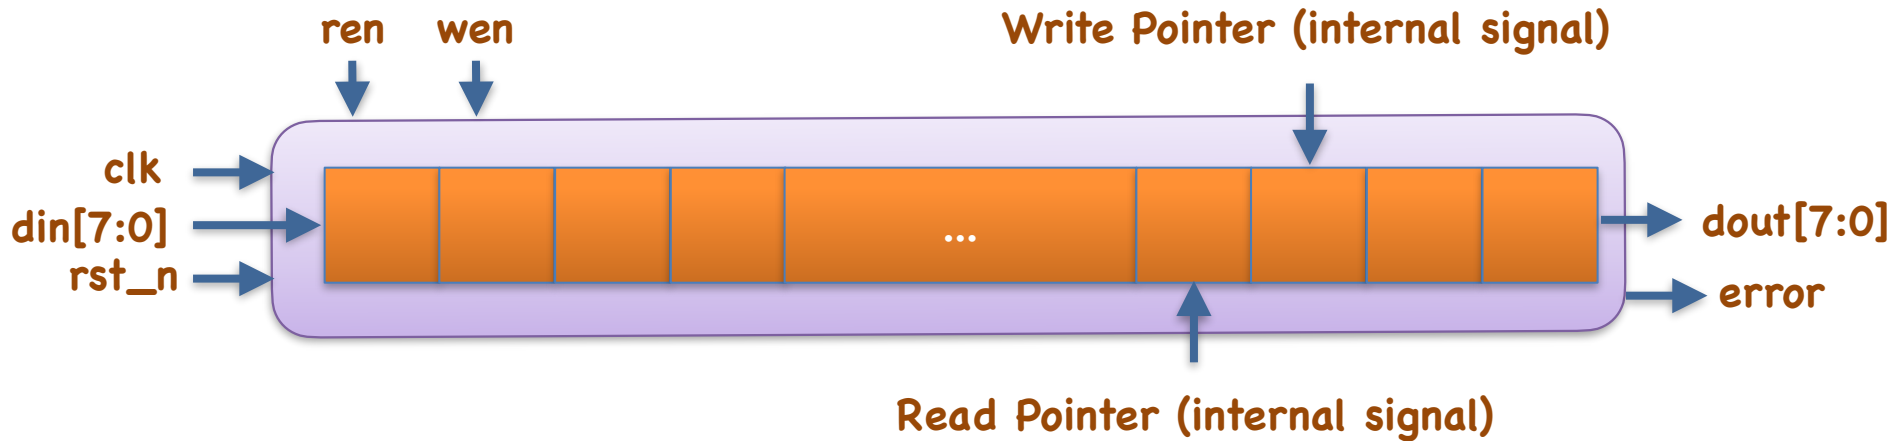 ren wen
Write Pointer (internal signal)
clk
din[7:0]
rst_n
...
dout[7:0]
error
Read Pointer (internal signal)